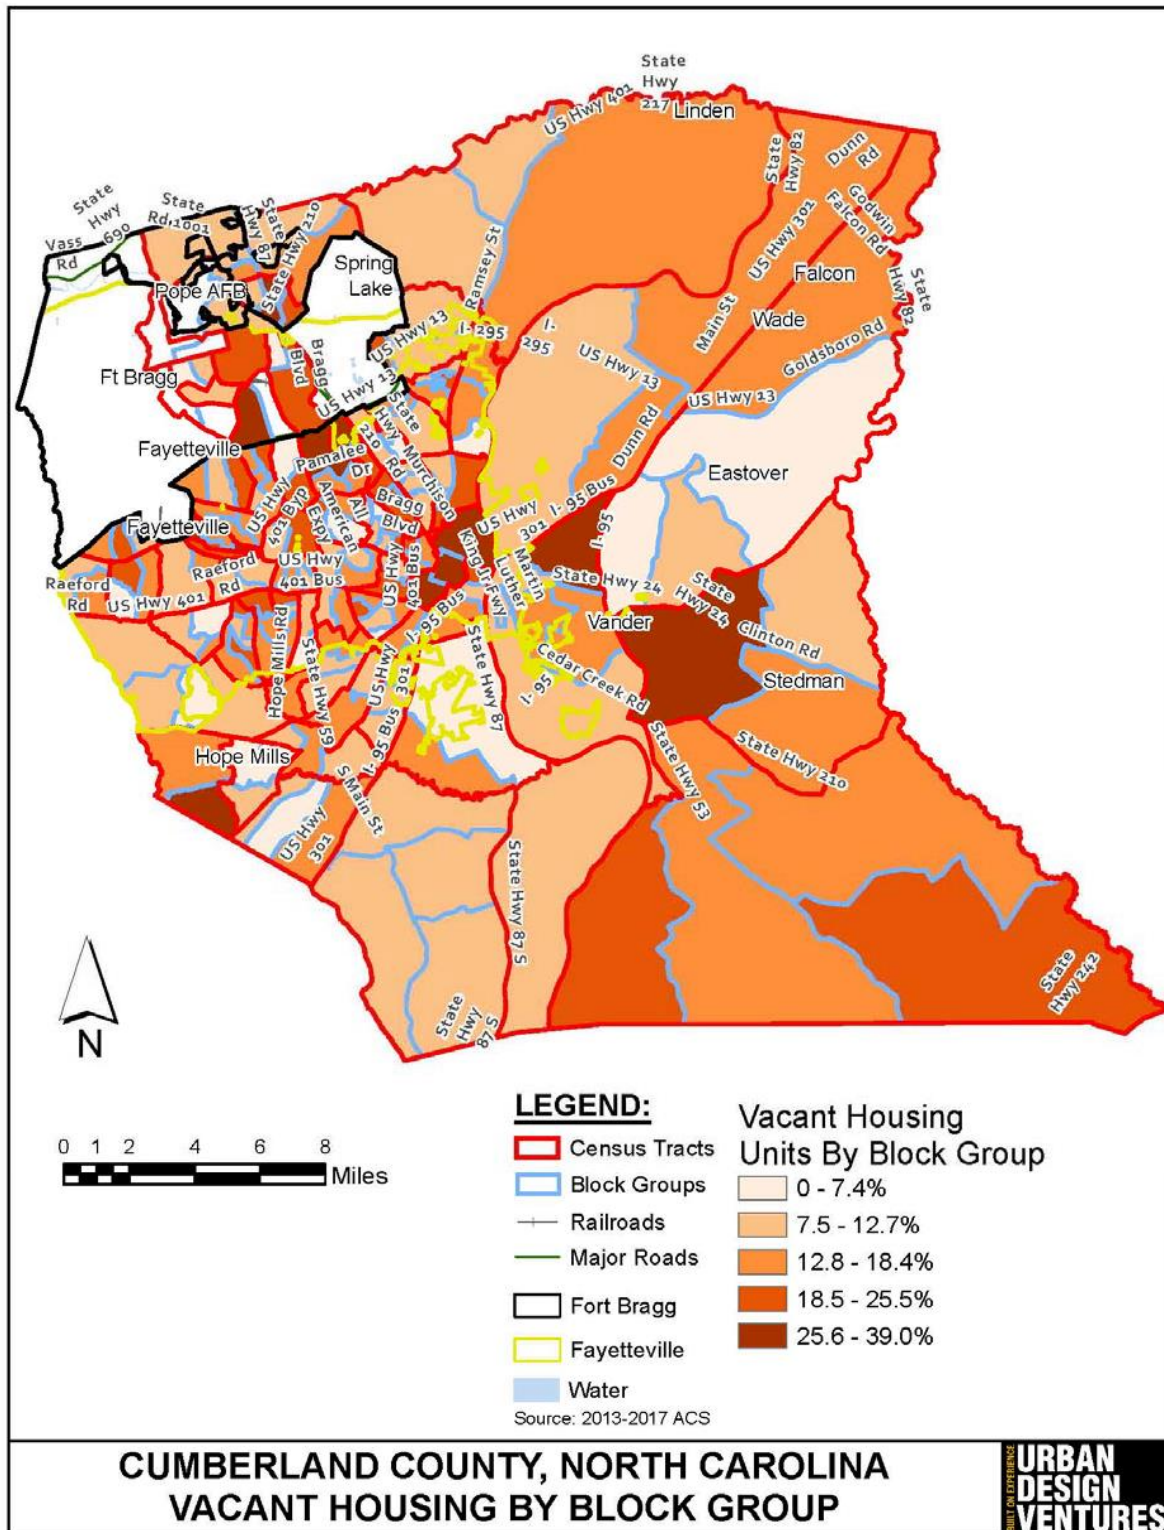 State
Hwy
217
US Hwy 401
Linden
State
Hwy 82
Dunn
Rd
Godwin
Falcon Rd
US Hwy 301
State
Hwy 82
Falcon
Main St
Wade
Goldsboro Rd
State
Hwy
690
Vass
Rd
State
Rd 1001
State
Hwy 87
State Hwy 210
Spring
Lake
Pope AFB
Ramsey St
I-295
I-
295
US Hwy 13
US Hwy 13
US Hwy 13
Bragg
Blvd
US Hwy 13
Ft Bragg
Dunn Rd
Eastover
Fayetteville
Pamalee
Dr
State
Hwy
210
Murchison
Rd
US Hwy
401 Byp
All
American
Expy
Bragg
Blvd
US Hwy
301
I-95 Bus
I-95
Fayetteville
Raeford
Rd
US Hwy 401
Raeford
Rd
US Hwy
401 Bus
US Hwy
401 Bus
Martin
Luther
King Jr Fwy
State Hwy 24
State
Hwy 24
Vander
Clinton Rd
Stedman
I-95 Bus
Hope Mills Rd
State Hwy 59
US Hwy
301
State Hwy 87
Cedar Creek Rd
I-95
State Hwy 210
State Hwy 53
Hope Mills
I-95 Bus
S Main St
US Hwy
301
State Hwy 87 S
State
Hwy
87 S
State
Hwy 242
N
0 1 2 4 6 8
Miles
LEGEND:
Census Tracts
Block Groups
Railroads
Major Roads
Fort Bragg
Fayetteville
Water
Source: 2013-2017 ACS
Vacant Housing
Units By Block Group
0 - 7.4%
7.5 - 12.7%
12.8 - 18.4%
18.5 - 25.5%
25.6 - 39.0%
CUMBERLAND COUNTY, NORTH CAROLINA
VACANT HOUSING BY BLOCK GROUP
BUILT ON EXPERIENCE
URBAN
DESIGN
VENTURES